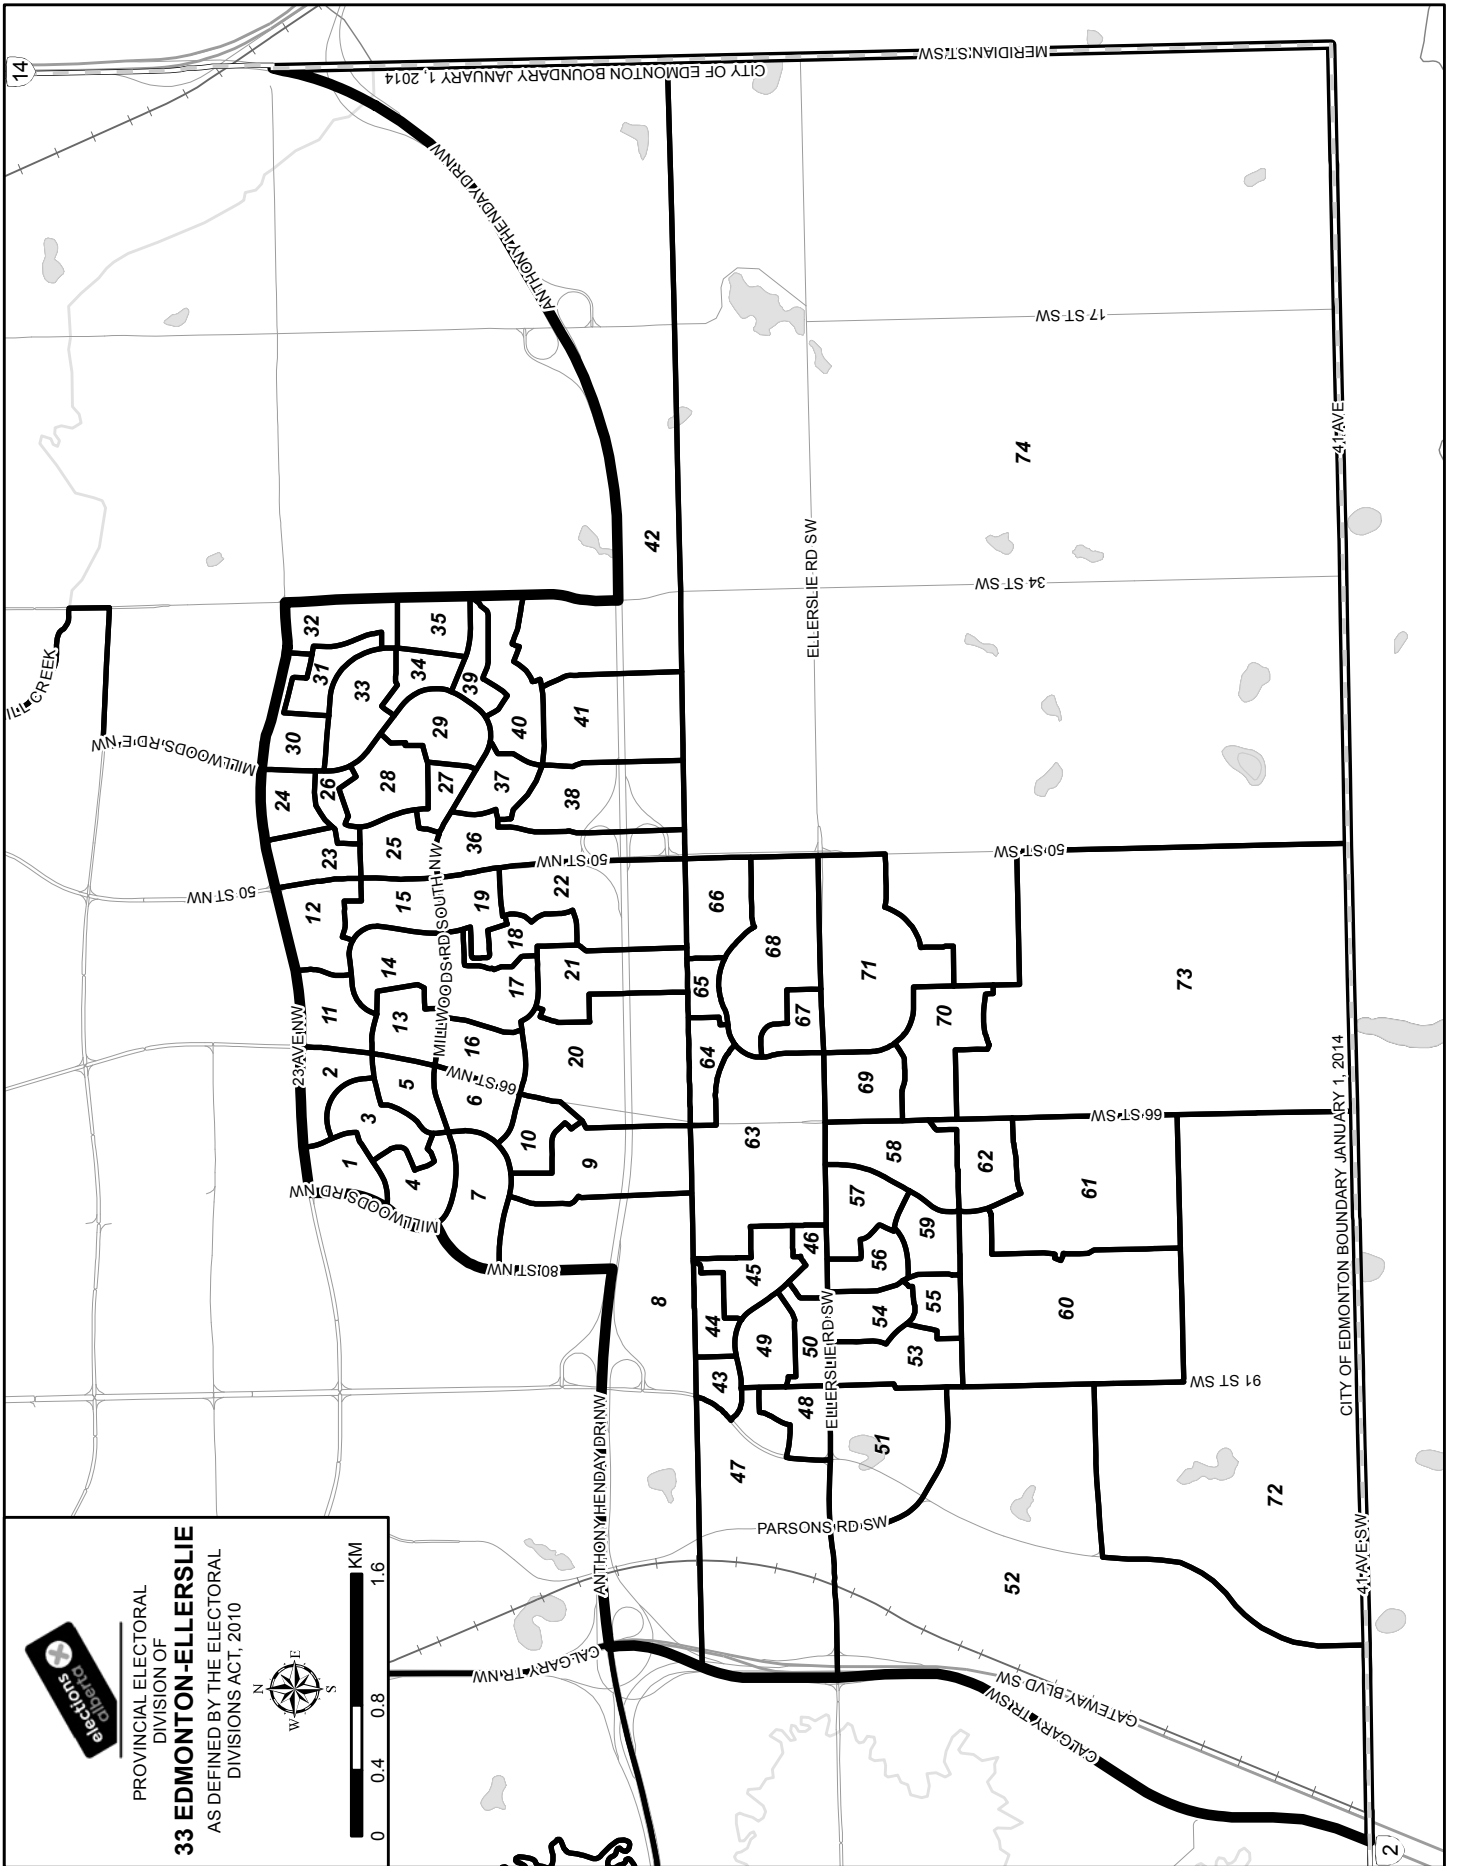 elections
alberta
PROVINCIAL ELECTORAL
DIVISION OF
33 EDMONTON-ELLERSLIE
AS DEFINED BY THE ELECTORAL
DIVISIONS ACT, 2010
N
W E
S
0 0.4 0.8 1.6
KM
14
CITY OF EDMONTON BOUNDARY JANUARY 1, 2014
MERIDIAN ST SW
ANTHONY HENDAY DR NW
17 ST SW
41 AVE
34 ST SW
ELLERSLIE RD SW
CREEK
MILLWOODS RD E NW
50 ST NW
50 ST NW
50 ST SW
MILLWOODS RD SOUTH NW
23 AVE NW
66 ST NW
66 ST SW
MILLWOODS RD NW
80 ST NW
ELLERSLIE RD SW
91 ST SW
CITY OF EDMONTON BOUNDARY JANUARY 1, 2014
ANTHONY HENDAY DR NW
PARSONS RD SW
41 AVE SW
CALGARY TR NW
GATEWAY BLVD SW
CALGARY TR SW
2
1
2
3
4
5
6
7
8
9
10
11
12
13
14
15
16
17
18
19
20
21
22
23
24
25
26
27
28
29
30
31
32
33
34
35
36
37
38
39
40
41
42
43
44
45
46
47
48
49
50
51
52
53
54
55
56
57
58
59
60
61
62
63
64
65
66
67
68
69
70
71
72
73
74